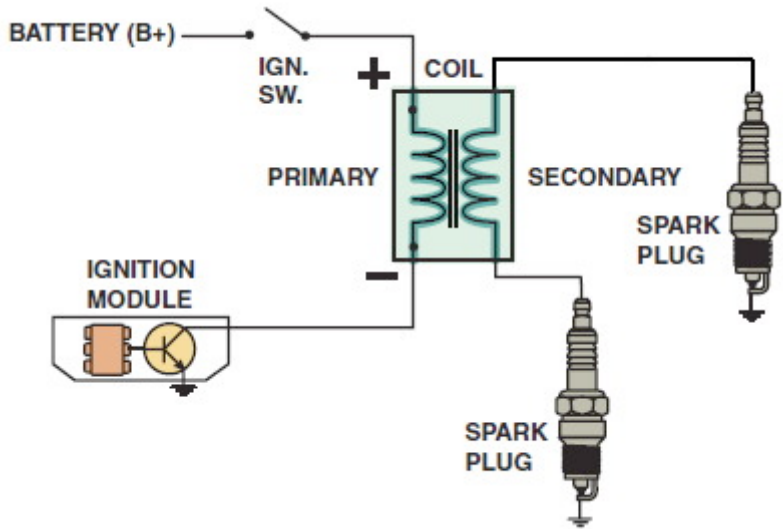 BATTERY (B+)
IGN.
SW.
+
COIL
PRIMARY
SECONDARY
SPARK
PLUG
−
IGNITION
MODULE
SPARK
PLUG